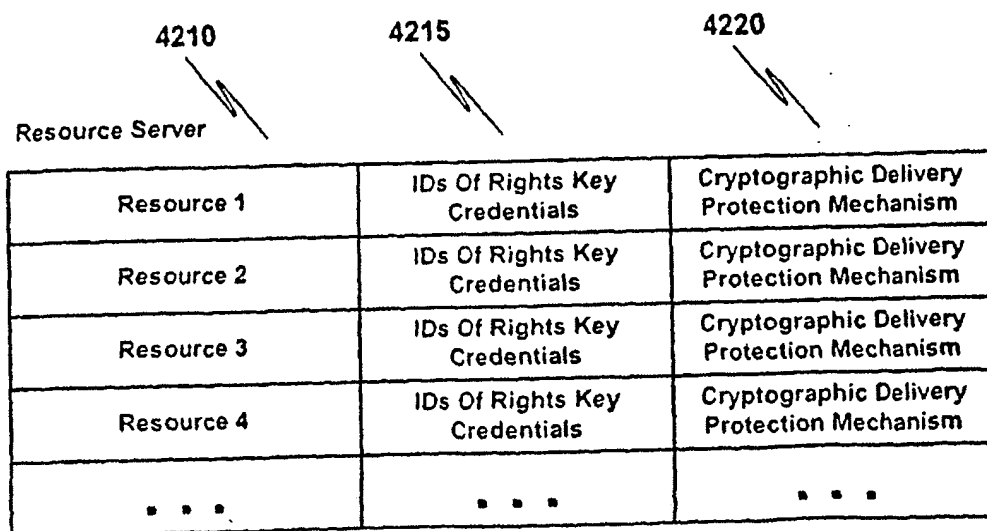 4210 4215 4220
Resource Server
Resource 1
IDs Of Rights Key
Credentials
Cryptographic Delivery
Protection Mechanism
Resource 2
IDs Of Rights Key
Credentials
Cryptographic Delivery
Protection Mechanism
Resource 3
IDs Of Rights Key
Credentials
Cryptographic Delivery
Protection Mechanism
Resource 4
IDs Of Rights Key
Credentials
Cryptographic Delivery
Protection Mechanism
. . . . . . . . .